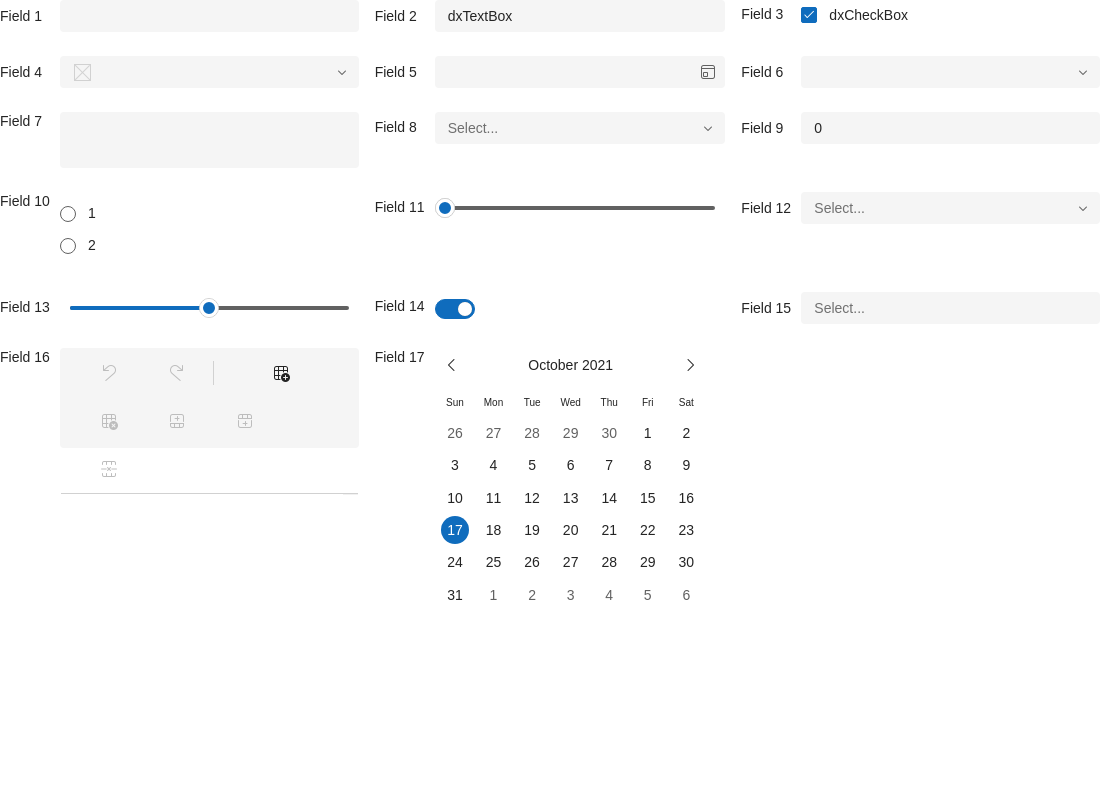 Field 1
Field 2 dxTextBox
Field 3 dxCheckBox
Field 4
Field 5
Field 6
Field 7
Field 8 Select...
Field 9 0
Field 10
1
2
Field 11
Field 12 Select...
Field 13
Field 14
Field 15 Select...
Field 16
Field 17
October 2021
Sun Mon Tue Wed Thu Fri Sat
26 27 28 29 30 1 2
3 4 5 6 7 8 9
10 11 12 13 14 15 16
17 18 19 20 21 22 23
24 25 26 27 28 29 30
31 1 2 3 4 5 6